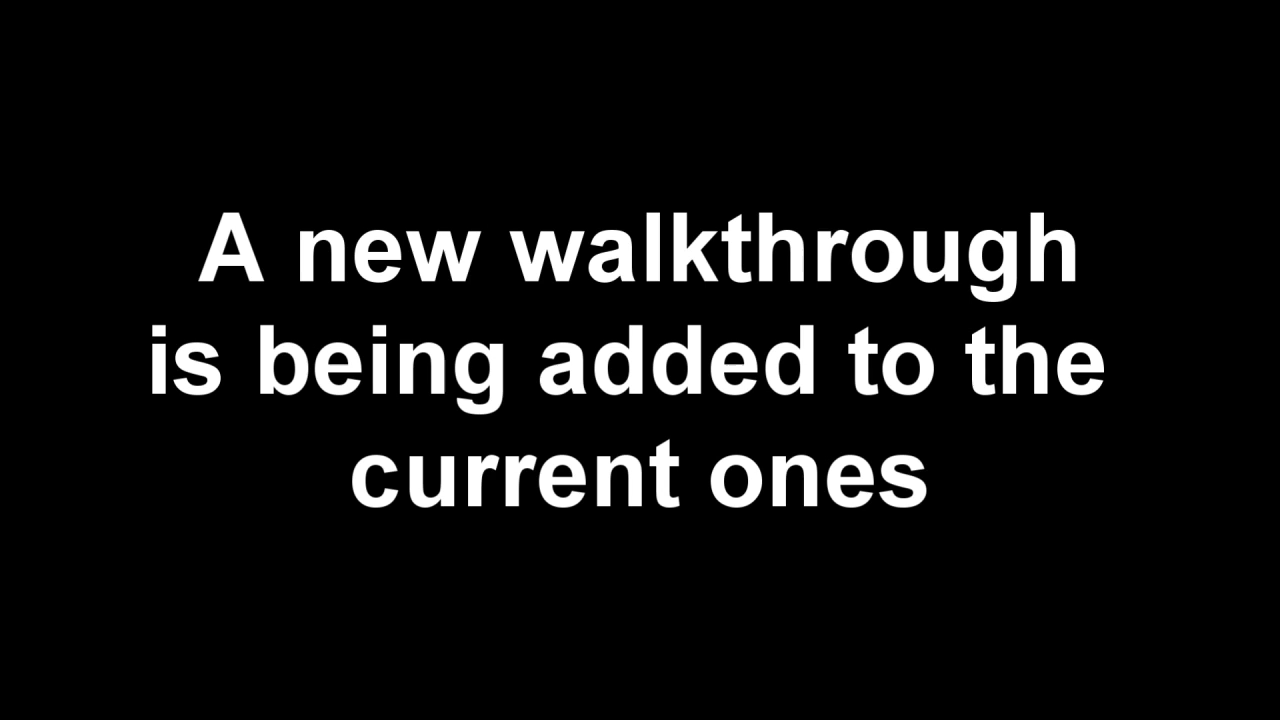 A new walkthrough
is being added to the
current ones